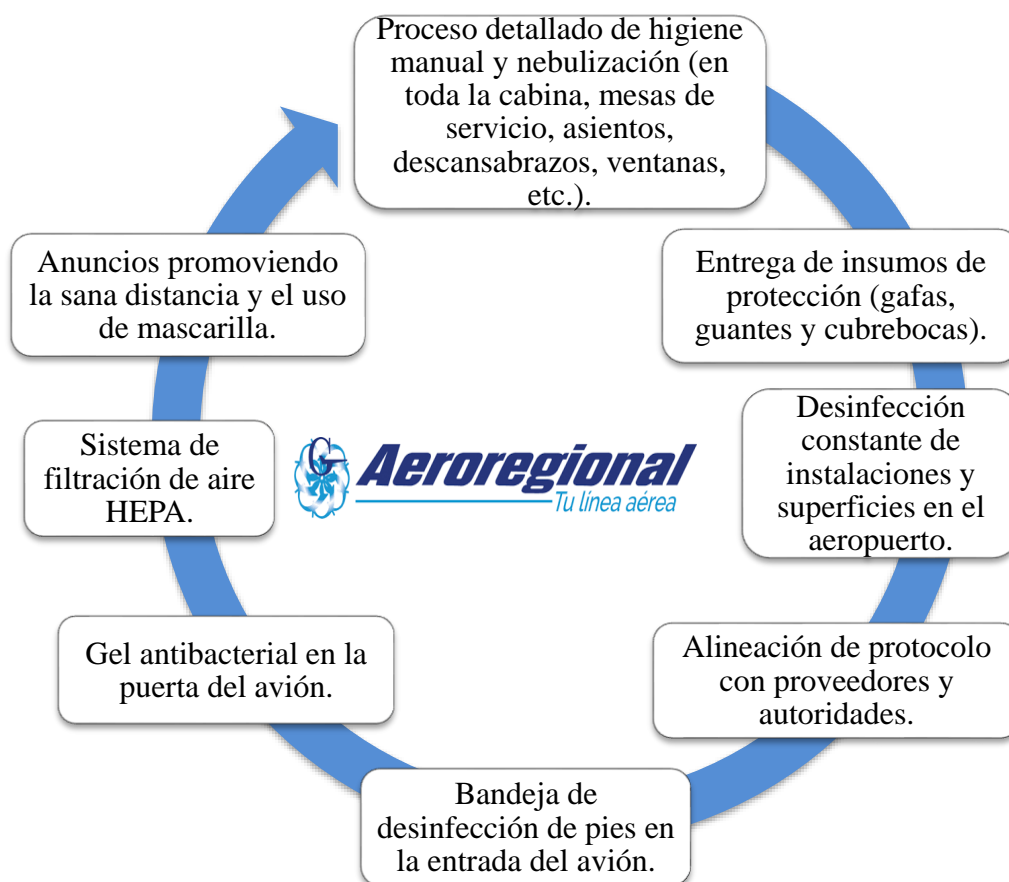 Proceso detallado de higiene
manual y nebulización (en
toda la cabina, mesas de
servicio, asientos,
descansabrazos, ventanas,
etc.).
Entrega de insumos de
protección (gafas,
guantes y cubrebocas).
Desinfección
constante de
instalaciones y
superficies en el
aeropuerto.
Alineación de protocolo
con proveedores y
autoridades.
Bandeja de
desinfección de pies en
la entrada del avión.
Gel antibacterial en la
puerta del avión.
Sistema de
filtración de aire
HEPA.
Anuncios promoviendo
la sana distancia y el uso
de mascarilla.
G Aeroregional
Tu línea aérea